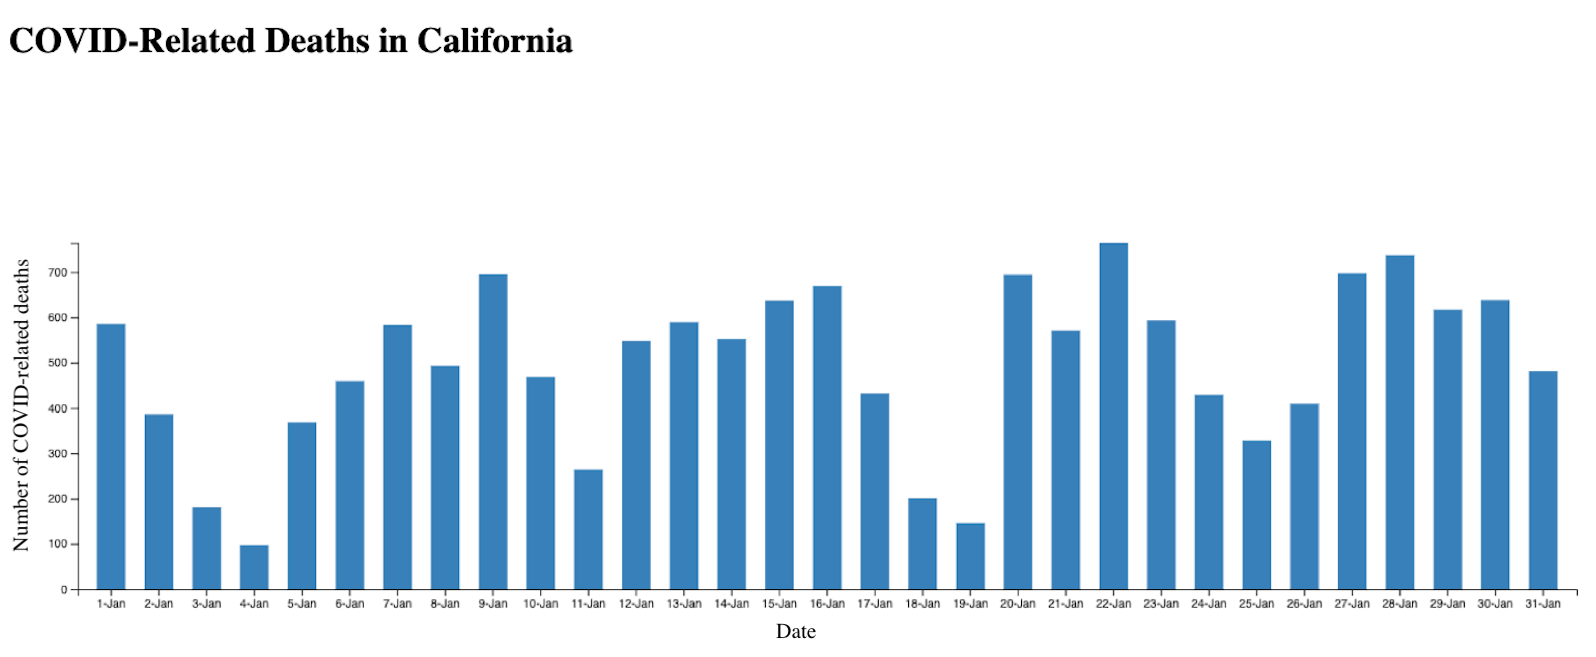 COVID-Related Deaths in California
Number of COVID-related deaths
700
600
500
400
300
200
100
0
1-Jan 2-Jan 3-Jan 4-Jan 5-Jan 6-Jan 7-Jan 8-Jan 9-Jan 10-Jan 11-Jan 12-Jan 13-Jan 14-Jan 15-Jan 16-Jan 17-Jan 18-Jan 19-Jan 20-Jan 21-Jan 22-Jan 23-Jan 24-Jan 25-Jan 26-Jan 27-Jan 28-Jan 29-Jan 30-Jan 31-Jan
Date